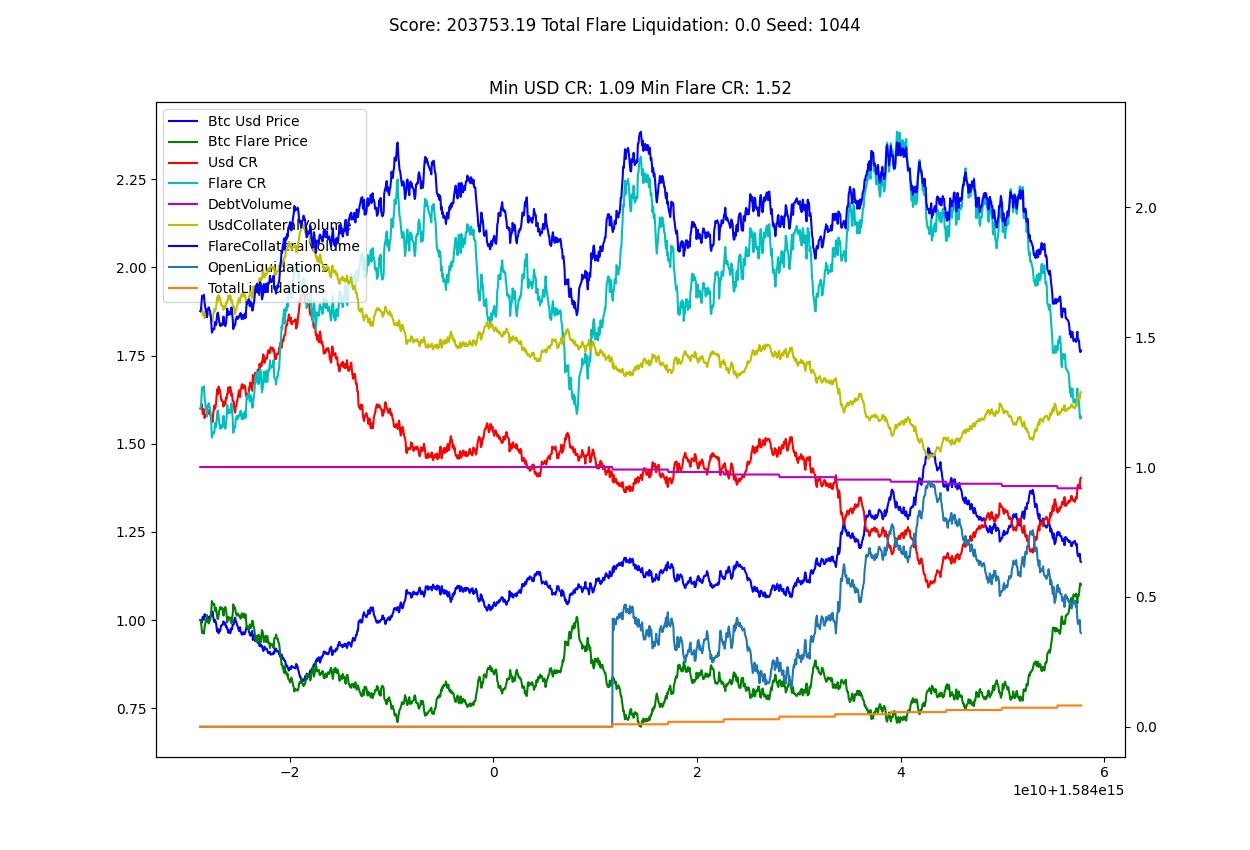 Score: 203753.19 Total Flare Liquidation: 0.0 Seed: 1044
Min USD CR: 1.09 Min Flare CR: 1.52
Btc Usd Price
Btc Flare Price
Usd CR
Flare CR
DebtVolume
UsdCollateralVolume
FlareCollateralVolume
OpenLiquidations
TotalLiquidations
2.25
2.00
1.75
1.50
1.25
1.00
0.75
2.0
1.5
1.0
0.5
0.0
−2
0
2
4
6
1e10+1.584e15